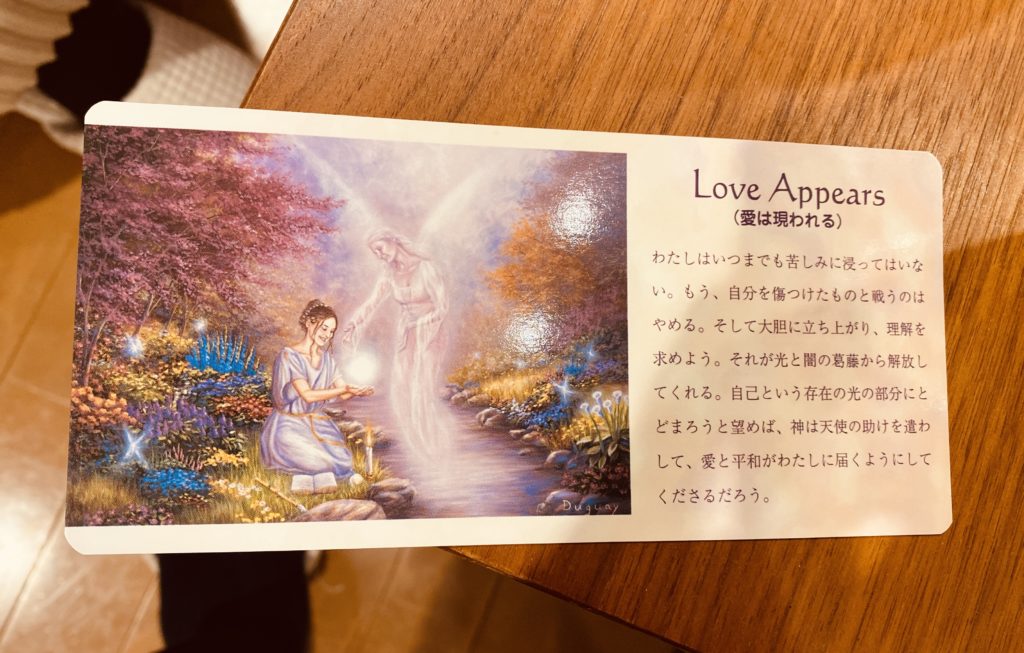 Love Appears
(愛は現われる)
わたしはいつまでも苦しみに浸ってはいな
い。もう、自分を傷つけたものと戦うのは
やめる。そして大胆に立ち上がり、理解を
求めよう。それが光と闇の葛藤から解放し
てくれる。自己という存在の光の部分にと
どまろうと望めば、神は天使の助けを遣わ
して、愛と平和がわたしに届くようにして
くださるだろう。
Duguay